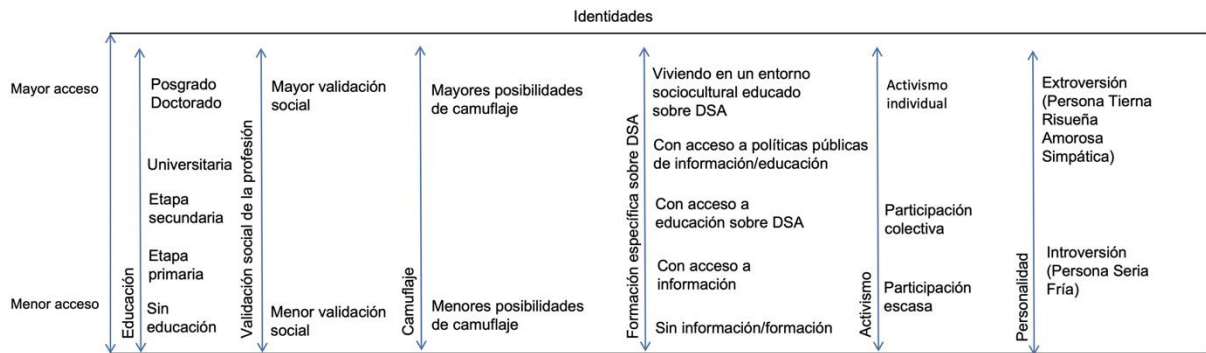 Identidades
Mayor acceso
Menor acceso
Educación
Posgrado
Doctorado
Universitaria
Etapa
secundaria
Etapa
primaria
Sin
educación
Validación social de la profesión
Mayor validación
social
Menor validación
social
Camuflaje
Mayores posibilidades
de camuflaje
Menores posibilidades
de camuflaje
Formación específica sobre DSA
Viviendo en un entorno
sociocultural educado
sobre DSA
Con acceso a políticas públicas
de información/educación
Con acceso a
educación sobre DSA
Con acceso a
información
Sin información/formación
Activismo
Activismo
individual
Participación
colectiva
Participación
escasa
Personalidad
Extroversión
(Persona Tierna
Risueña
Amorosa
Simpática)
Introversión
(Persona Seria
Fría)